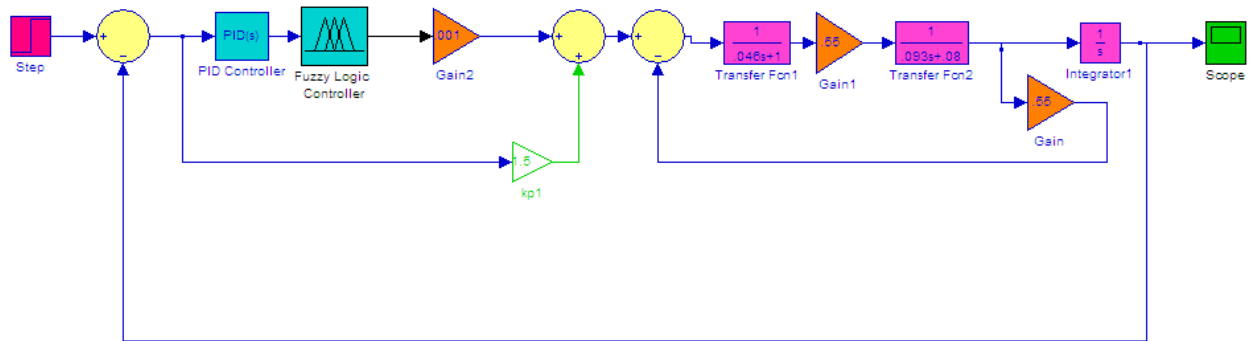 Step
+
−
PID(s)
PID Controller
Fuzzy Logic
Controller
.001
Gain2
+
+
+
−
1
.046s+1
Transfer Fcn1
.55
Gain1
1
.093s+.08
Transfer Fcn2
1
s
Integrator1
Scope
.55
Gain
1.5
kp1